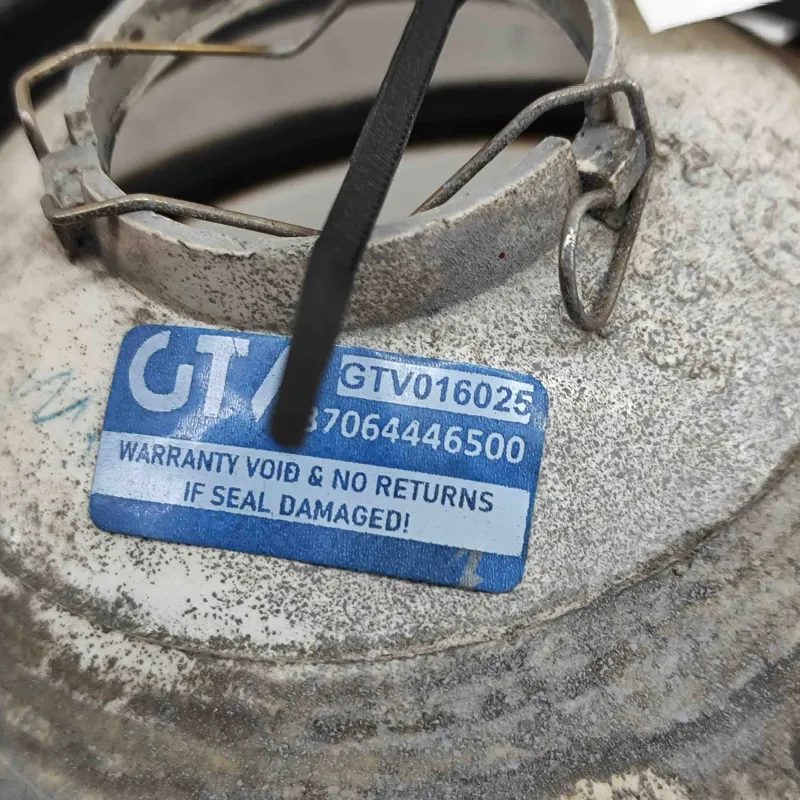 GT
GTV016025
37064446500
WARRANTY VOID & NO RETURNS
IF SEAL DAMAGED!